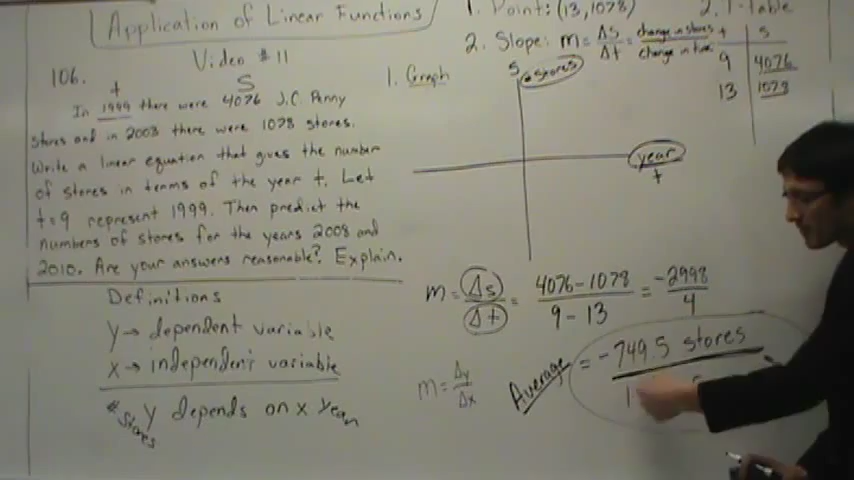 Application of Linear Functions
Video #11
106.
t
S
In 1999 there were 4076 J.C. Penny
stores and in 2003 there were 1078 stores.
Write a linear equation that gives the number
of stores in terms of the year t. Let
t=9 represent 1999. Then predict the
numbers of stores for the years 2008 and
2010. Are your answers reasonable? Explain.
Definitions
y → dependent variable
x → independent variable
# stores y depends on x year
1. Point: (13,1078)
2. Slope: m = Δs/Δt = change in stores/change in time
2. T-table
t s
9 4076
13 1078
1. Graph
s stores
year
t
m = Δs/Δt = 4076-1078/9-13 = -2998/4
m = Δy/Δx
Average = -749.5 stores
1